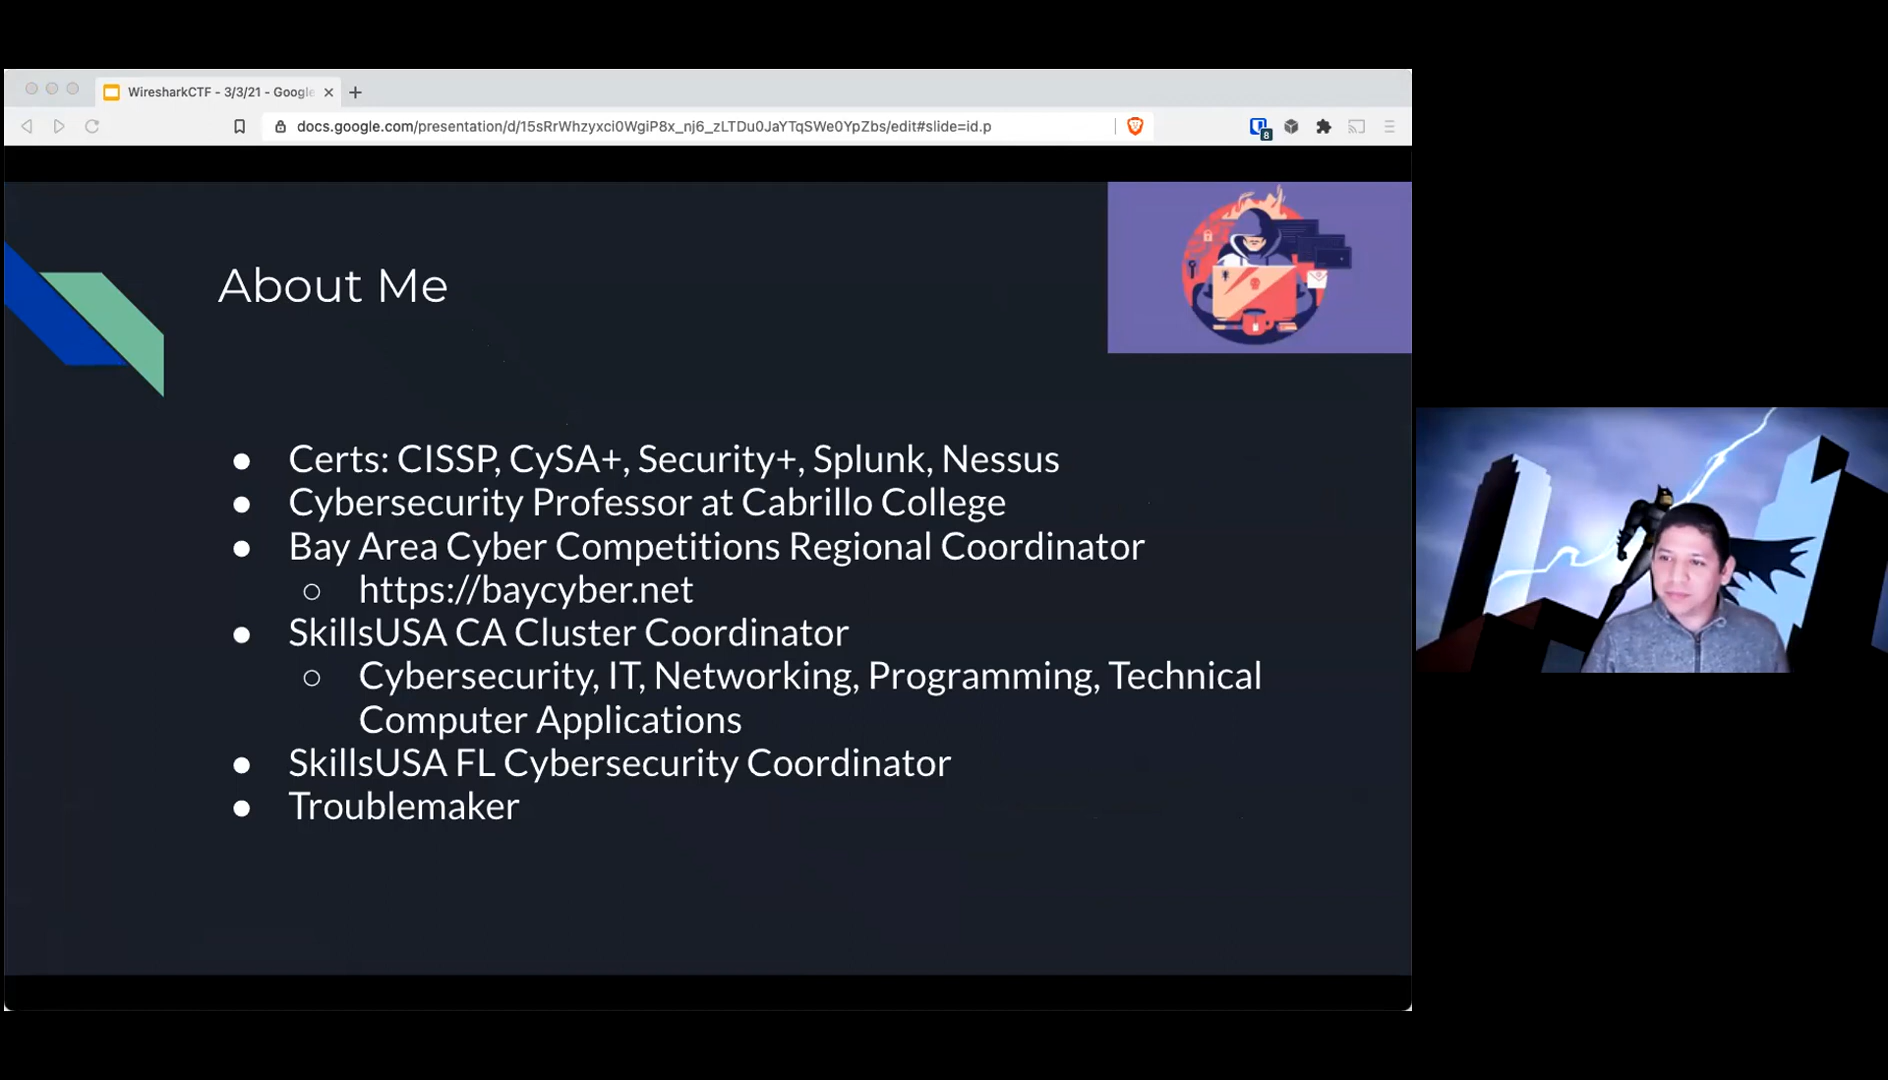 WiresharkCTF - 3/3/21 - Google
docs.google.com/presentation/d/15sRrWhzyxci0WgiP8x_nj6_zLTDu0JaYTqSWe0YpZbs/edit#slide=id.p
8
About Me
● Certs: CISSP, CySA+, Security+, Splunk, Nessus
● Cybersecurity Professor at Cabrillo College
● Bay Area Cyber Competitions Regional Coordinator
○ https://baycyber.net
● SkillsUSA CA Cluster Coordinator
○ Cybersecurity, IT, Networking, Programming, Technical
Computer Applications
● SkillsUSA FL Cybersecurity Coordinator
● Troublemaker